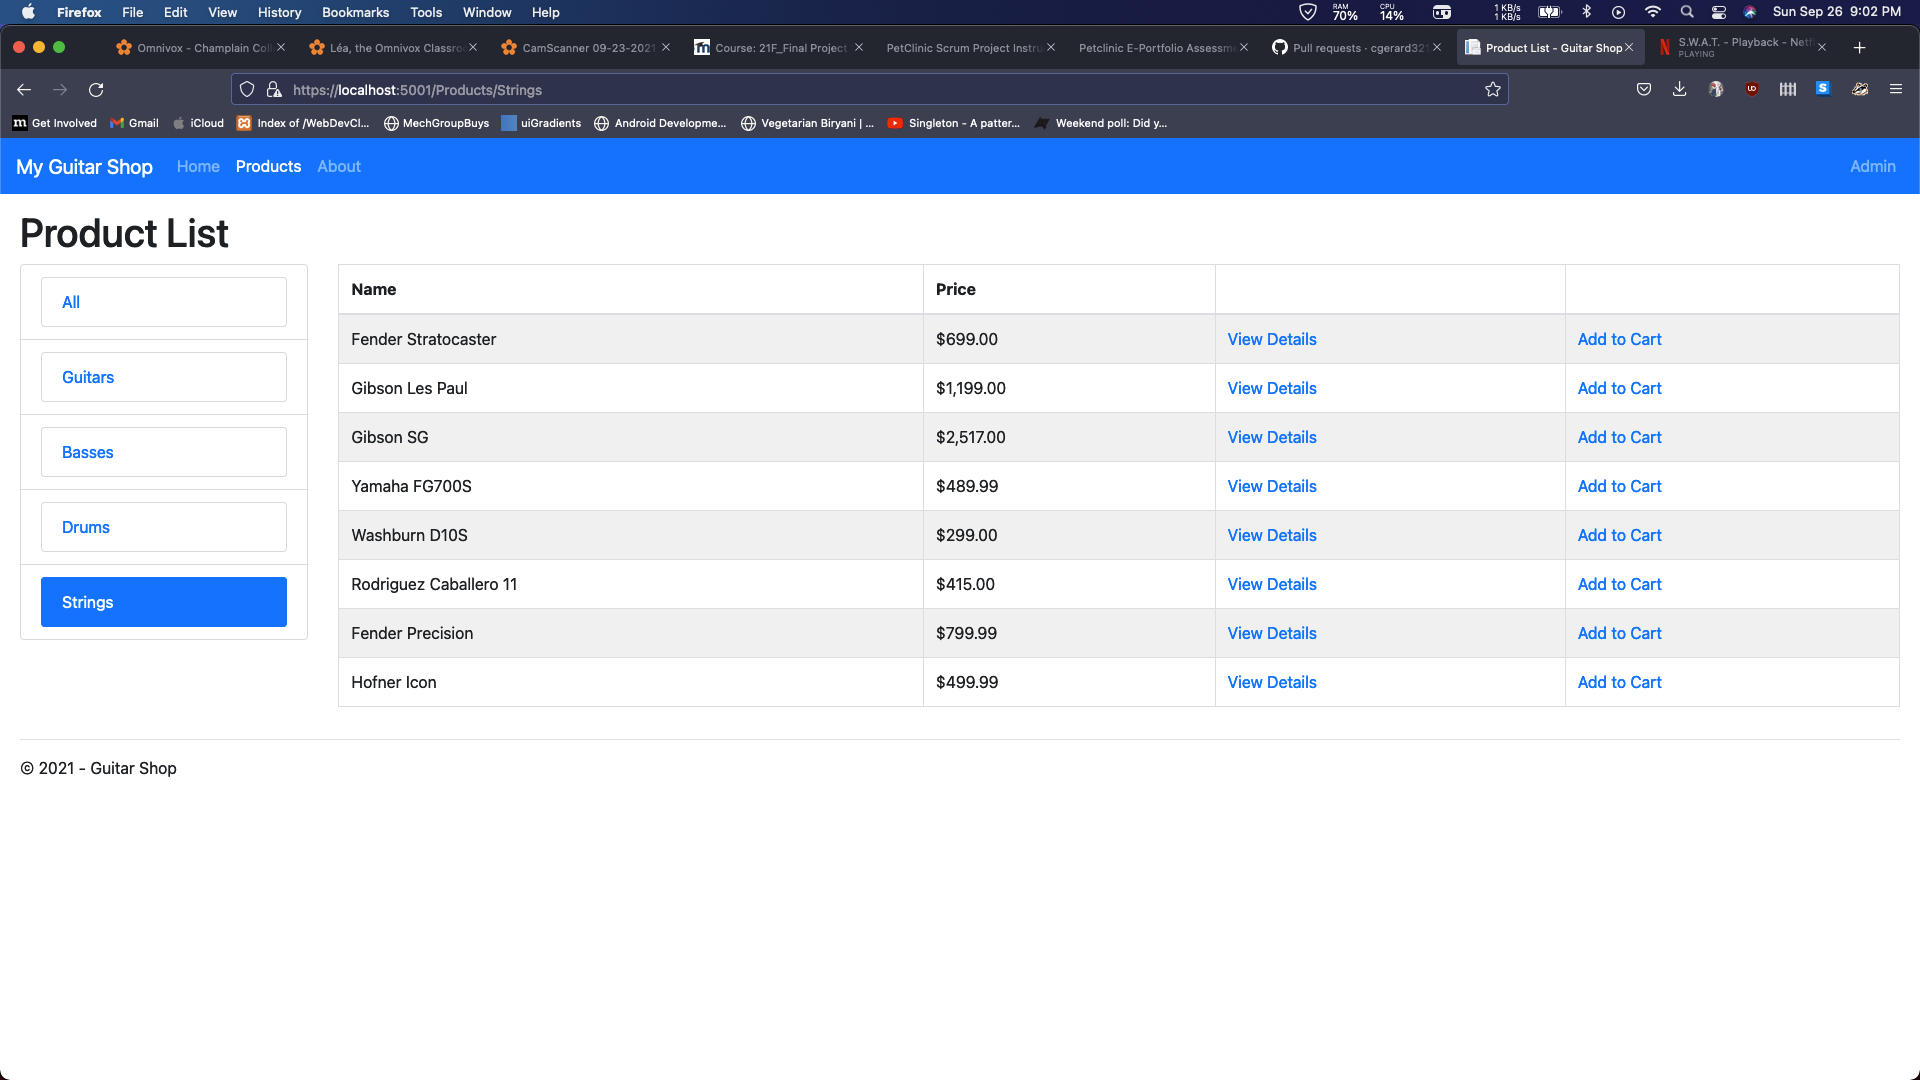 Firefox File Edit View History Bookmarks Tools Window Help
RAM 70% CPU 14% 1 KB/s 1 KB/s Sun Sep 26 9:02 PM
Omnivox - Champlain Col Léa, the Omnivox Classro CamScanner 09-23-2021 Course: 21F_Final Project PetClinic Scrum Project Instru Petclinic E-Portfolio Assessme Pull requests · cgerard321 Product List - Guitar Shop S.W.A.T. - Playback - Netf
PLAYING
https://localhost:5001/Products/Strings
Get Involved Gmail iCloud Index of /WebDevCl... MechGroupBuys uiGradients Android Developme... Vegetarian Biryani | ... Singleton - A patter... Weekend poll: Did y...
My Guitar Shop Home Products About Admin
Product List
All
Guitars
Basses
Drums
Strings
Name Price
Fender Stratocaster $699.00 View Details Add to Cart
Gibson Les Paul $1,199.00 View Details Add to Cart
Gibson SG $2,517.00 View Details Add to Cart
Yamaha FG700S $489.99 View Details Add to Cart
Washburn D10S $299.00 View Details Add to Cart
Rodriguez Caballero 11 $415.00 View Details Add to Cart
Fender Precision $799.99 View Details Add to Cart
Hofner Icon $499.99 View Details Add to Cart
© 2021 - Guitar Shop